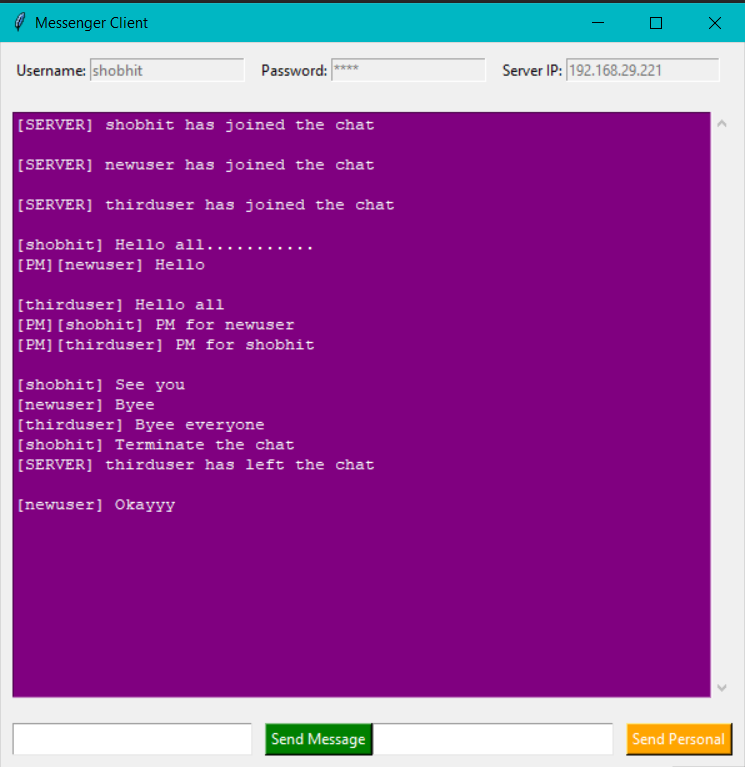 Messenger Client
Username: shobhit Password: **** Server IP: 192.168.29.221
[SERVER] shobhit has joined the chat
[SERVER] newuser has joined the chat
[SERVER] thirduser has joined the chat
[shobhit] Hello all...........
[PM][newuser] Hello
[thirduser] Hello all
[PM][shobhit] PM for newuser
[PM][thirduser] PM for shobhit
[shobhit] See you
[newuser] Byee
[thirduser] Byee everyone
[shobhit] Terminate the chat
[SERVER] thirduser has left the chat
[newuser] Okayyy
Send Message Send Personal